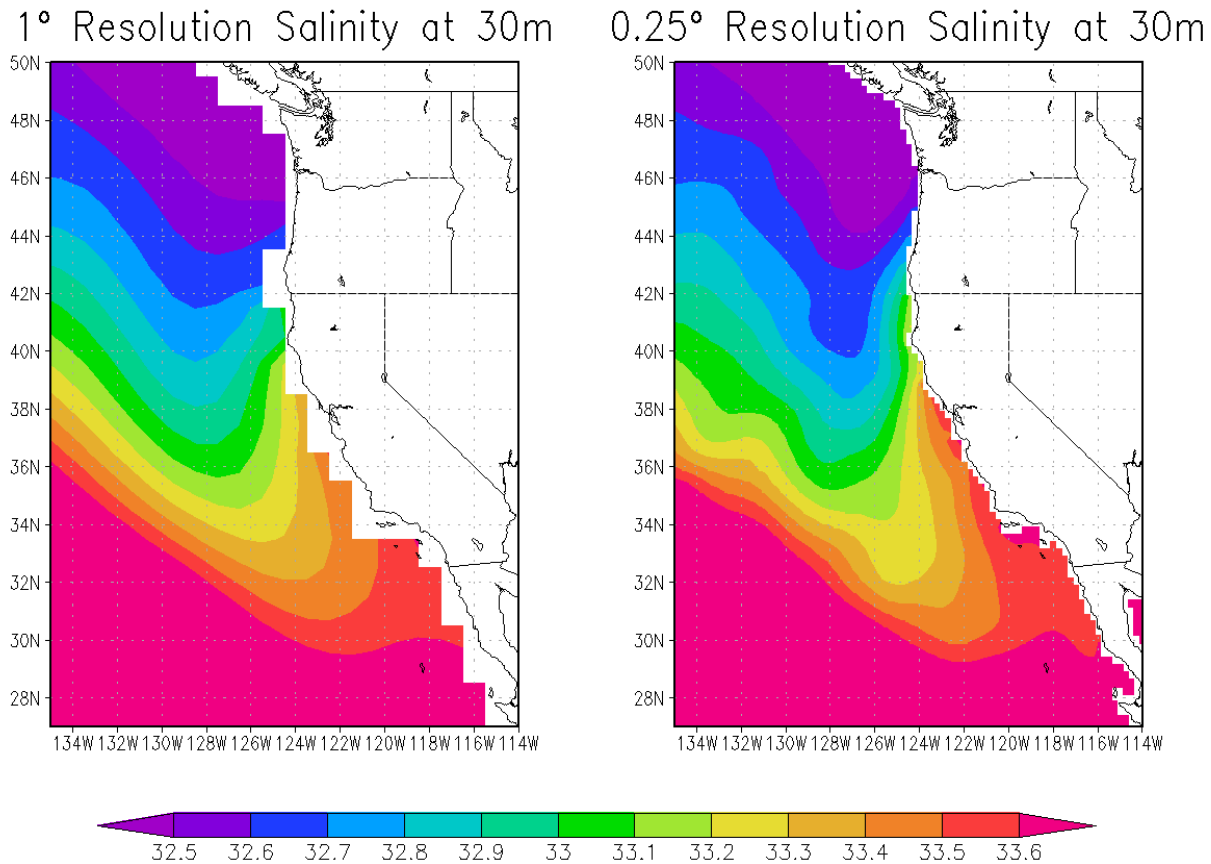 1° Resolution Salinity at 30m
0.25° Resolution Salinity at 30m
50N
48N
46N
44N
42N
40N
38N
36N
34N
32N
30N
28N
134W 132W 130W 128W 126W 124W 122W 120W 118W 116W 114W
50N
48N
46N
44N
42N
40N
38N
36N
34N
32N
30N
28N
134W 132W 130W 128W 126W 124W 122W 120W 118W 116W 114W
32.5 32.6 32.7 32.8 32.9 33 33.1 33.2 33.3 33.4 33.5 33.6